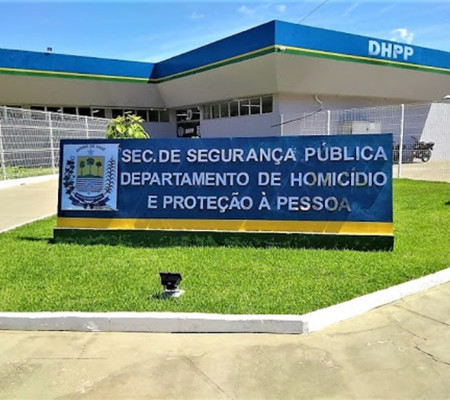 DHPP
SEC. DE SEGURANÇA PÚBLICA
DEPARTAMENTO DE HOMICÍDIO
E PROTEÇÃO À PESSOA